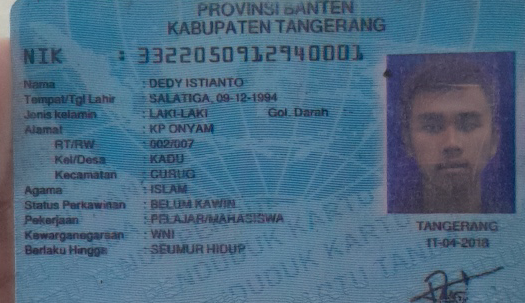 PROVINSI BANTEN
KABUPATEN TANGERANG
NIK : 3322050912940001
Nama : DEDY ISTIANTO
Tempat/Tgl Lahir : SALATIGA, 09-12-1994
Jenis kelamin : LAKI-LAKI Gol. Darah
Alamat : KP ONYAM
RT/RW : 002/007
Kel/Desa : KADU
Kecamatan : CURUG
Agama : ISLAM
Status Perkawinan : BELUM KAWIN
Pekerjaan : PELAJAR/MAHASISWA
Kewarganegaraan : WNI
Berlaku Hingga : SEUMUR HIDUP
TANGERANG
11-04-2018